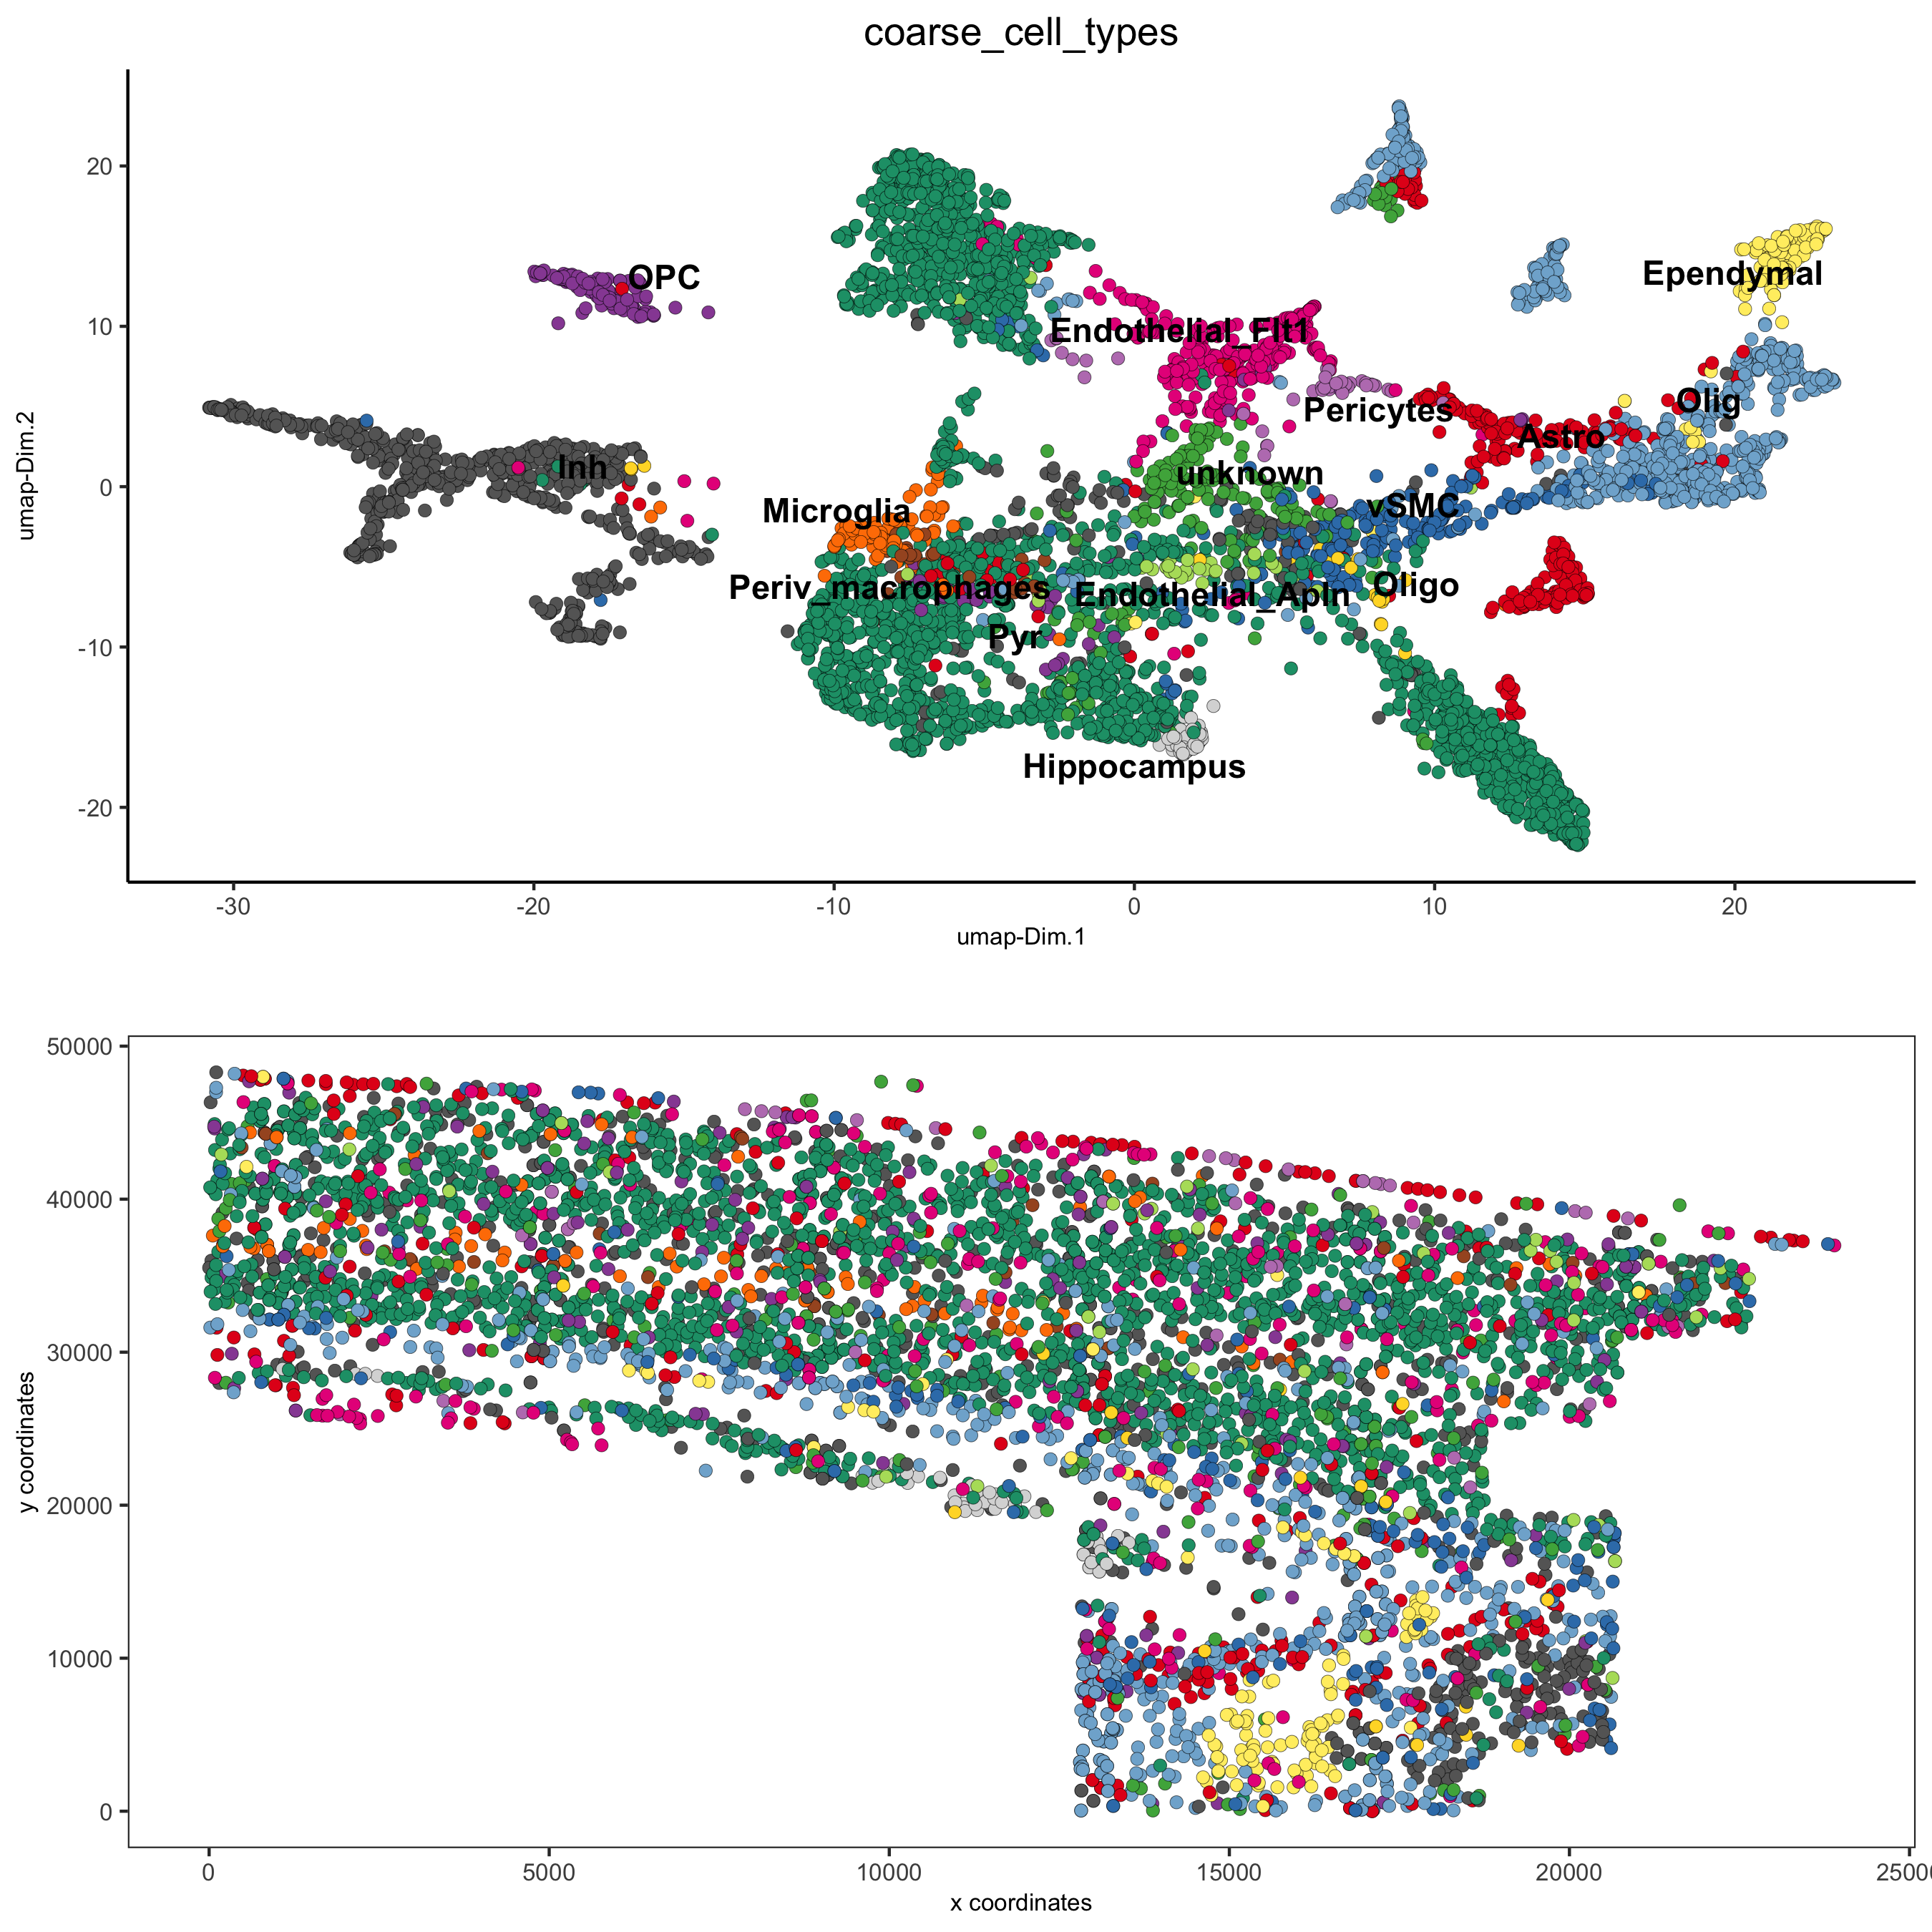 coarse_cell_types
20
10
0
-10
-20
umap-Dim.2
OPC
Endothelial_Flt1
Ependymal
Pericytes
Olig
Astro
Inh
unknown
Microglia
vSMC
Periv_macrophages
Endothelial_Apln
Oligo
Pyr
Hippocampus
-30 -20 -10 0 10 20
umap-Dim.1
50000
40000
30000
20000
10000
0
y coordinates
0 5000 10000 15000 20000 2500
x coordinates